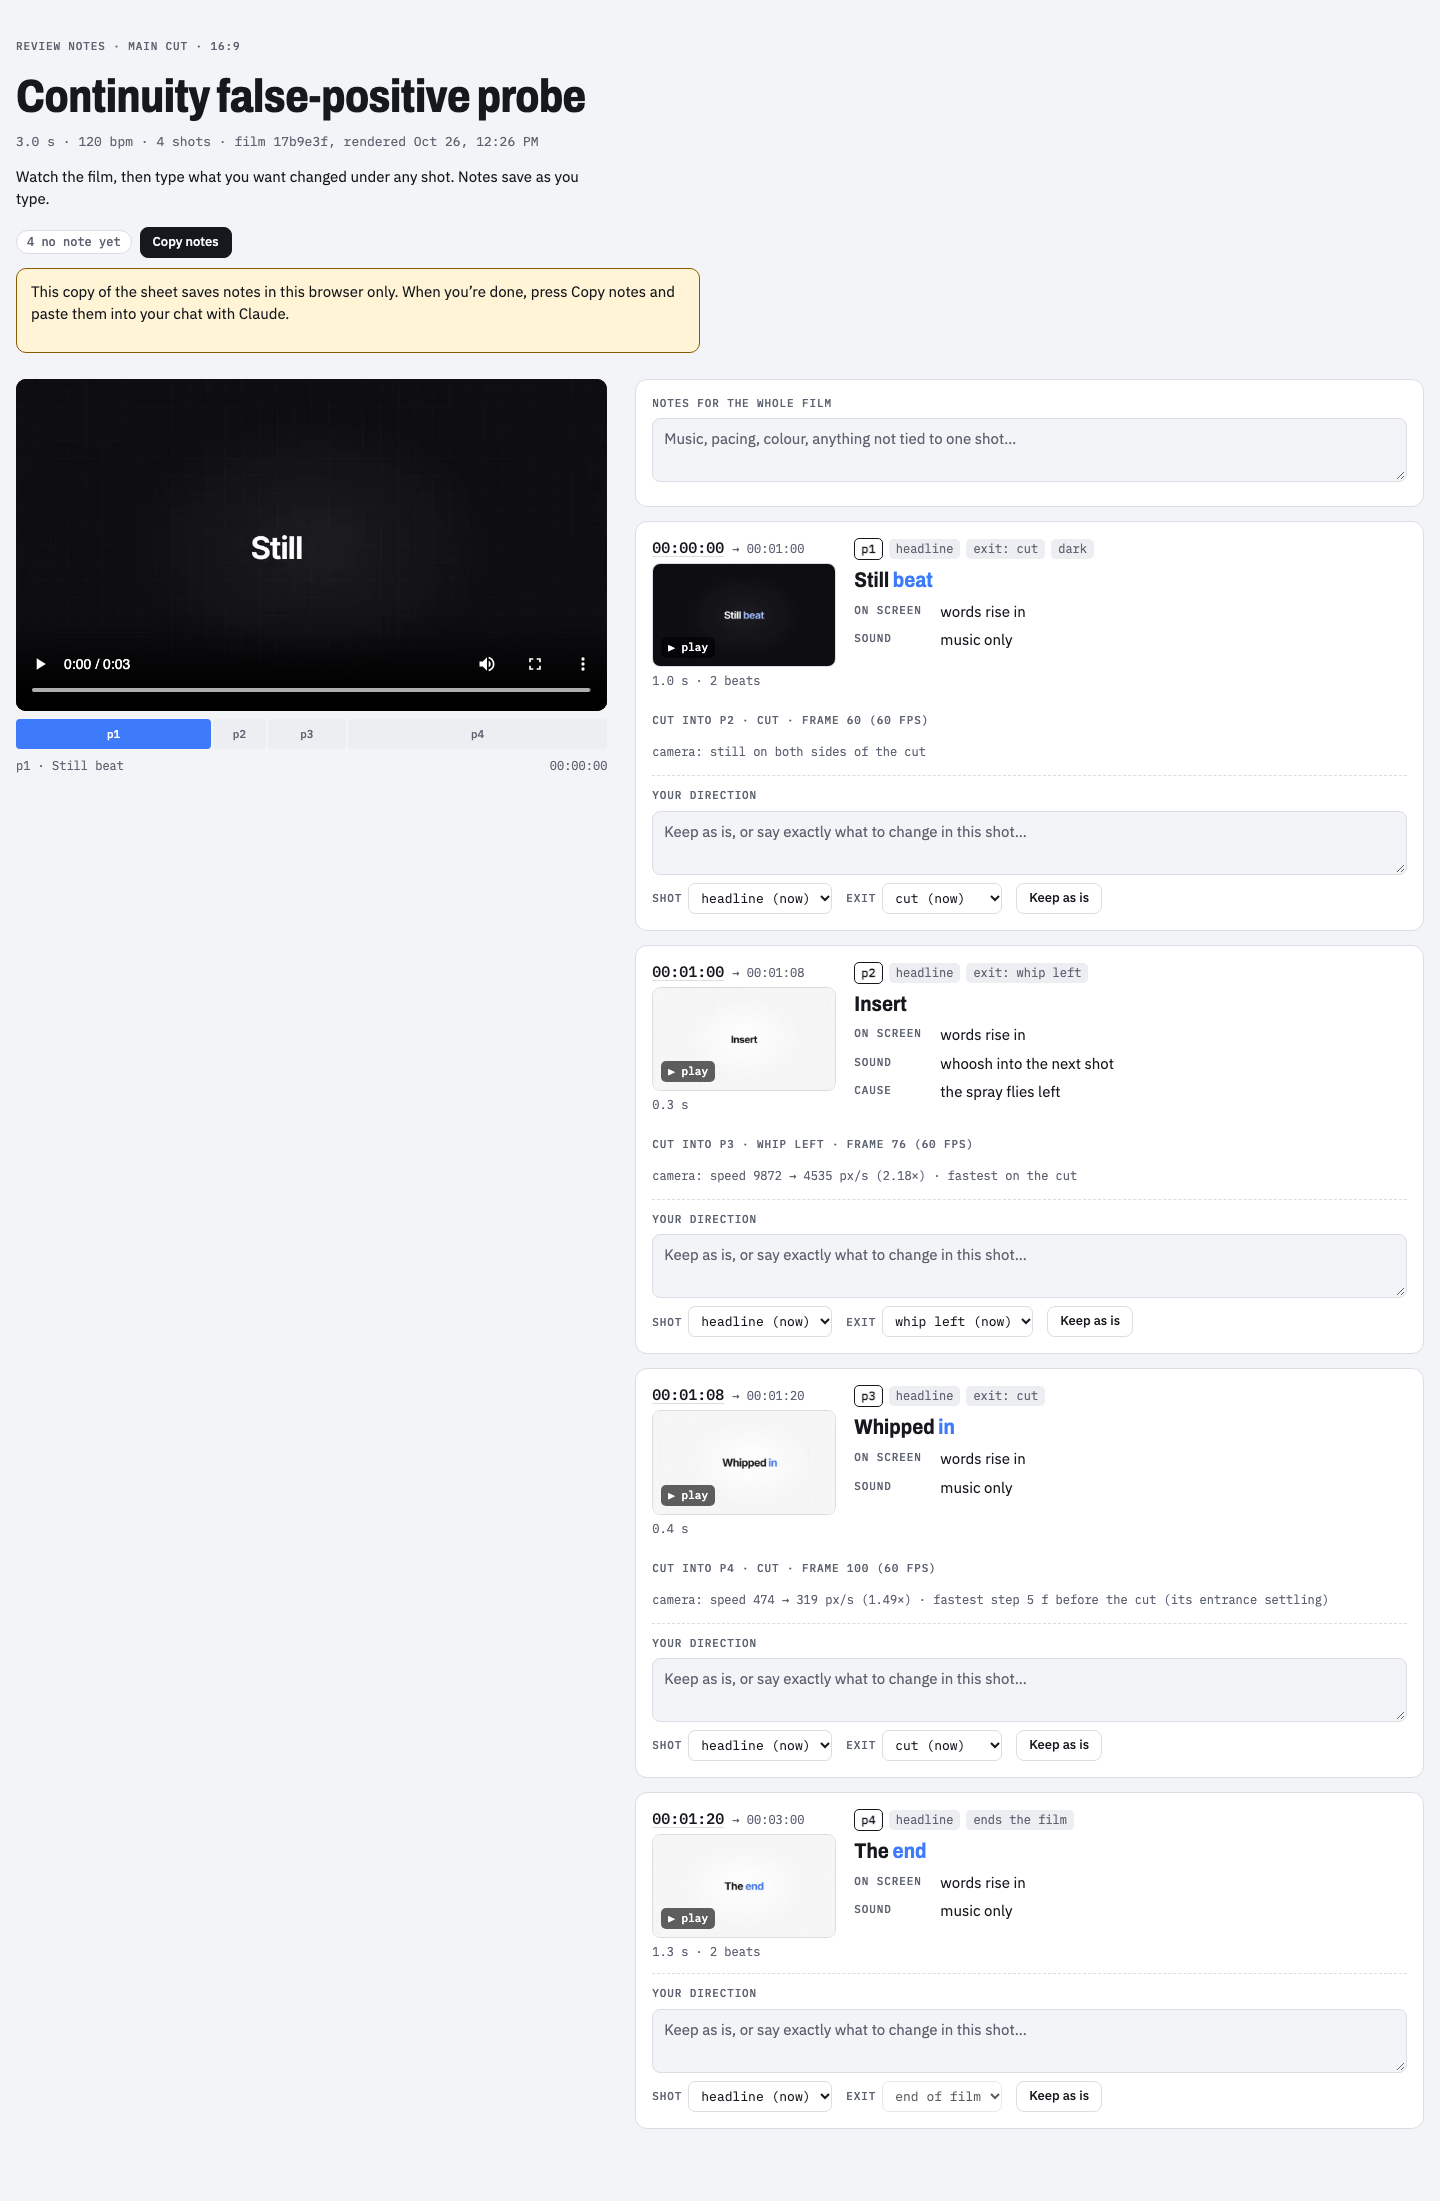 REVIEW NOTES · MAIN CUT · 16:9
Continuity false-positive probe
3.0 s · 120 bpm · 4 shots · film 17b9e3f, rendered Oct 26, 12:26 PM
Watch the film, then type what you want changed under any shot. Notes save as you
type.
4 no note yet
Copy notes
This copy of the sheet saves notes in this browser only. When you’re done, press Copy notes and
paste them into your chat with Claude.
Still
0:00 / 0:03
p1 p2 p3 p4
p1 · Still beat 00:00:00
NOTES FOR THE WHOLE FILM
Music, pacing, colour, anything not tied to one shot…
00:00:00 → 00:01:00
Still beat
▶ play
1.0 s · 2 beats
p1 headline exit: cut dark
Still beat
ON SCREEN words rise in
SOUND music only
CUT INTO P2 · CUT · FRAME 60 (60 FPS)
camera: still on both sides of the cut
YOUR DIRECTION
Keep as is, or say exactly what to change in this shot…
SHOT headline (now) EXIT cut (now) Keep as is
00:01:00 → 00:01:08
Insert
▶ play
0.3 s
p2 headline exit: whip left
Insert
ON SCREEN words rise in
SOUND whoosh into the next shot
CAUSE the spray flies left
CUT INTO P3 · WHIP LEFT · FRAME 76 (60 FPS)
camera: speed 9872 → 4535 px/s (2.18×) · fastest on the cut
YOUR DIRECTION
Keep as is, or say exactly what to change in this shot…
SHOT headline (now) EXIT whip left (now) Keep as is
00:01:08 → 00:01:20
Whipped in
▶ play
0.4 s
p3 headline exit: cut
Whipped in
ON SCREEN words rise in
SOUND music only
CUT INTO P4 · CUT · FRAME 100 (60 FPS)
camera: speed 474 → 319 px/s (1.49×) · fastest step 5 f before the cut (its entrance settling)
YOUR DIRECTION
Keep as is, or say exactly what to change in this shot…
SHOT headline (now) EXIT cut (now) Keep as is
00:01:20 → 00:03:00
The end
▶ play
1.3 s · 2 beats
p4 headline ends the film
The end
ON SCREEN words rise in
SOUND music only
YOUR DIRECTION
Keep as is, or say exactly what to change in this shot…
SHOT headline (now) EXIT end of film Keep as is